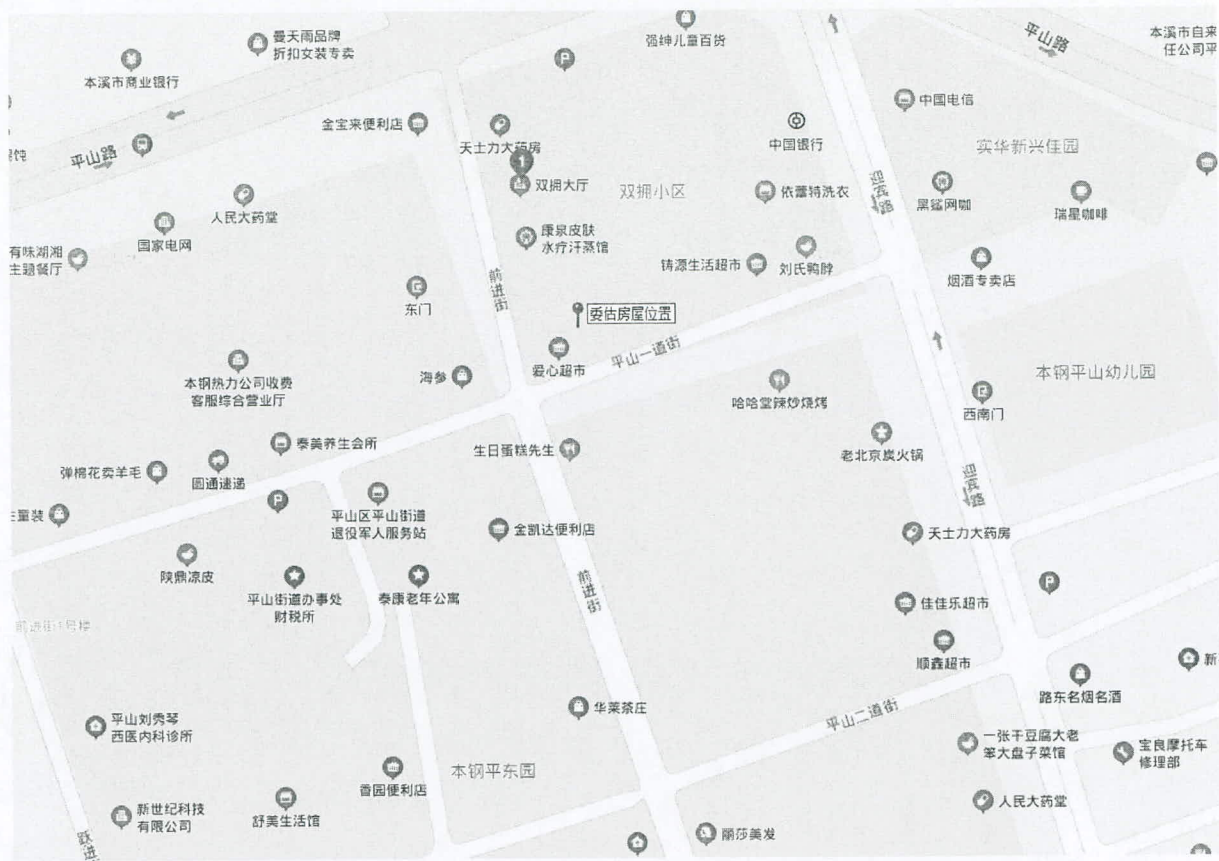 曼天雨品牌
折扣女装专卖
本溪市商业银行
强绅儿童百货
P
平山路
本溪市自来
任公司平
中国电信
金宝来便利店
天士力大药房
1
双拥大厅
中国银行
实华新兴佳园
平山路
双拥小区
依蕾特洗衣
迎宾路
黑鲨网咖
瑞星咖啡
人民大药堂
国家电网
有味湖湘
主题餐厅
康泉皮肤
水疗汗蒸馆
铸源生活超市
刘氏鸭脖
烟酒专卖店
前进街
东门
委估房屋位置
爱心超市
平山一道街
本钢热力公司收费
客服综合营业厅
海参
哈哈堂辣炒烧烤
本钢平山幼儿园
西南门
泰美养生会所
生日蛋糕先生
老北京炭火锅
弹棉花卖羊毛
圆通速递
迎宾路
童装
P
平山区平山街道
退役军人服务站
金凯达便利店
天士力大药房
陕鼎凉皮
平山街道办事处
财税所
泰康老年公寓
前进街
P
佳佳乐超市
前进街1号楼
顺鑫超市
新
路东名烟名酒
平山刘秀琴
西医内科诊所
华莱茶庄
平山二道街
一张干豆腐大老
笨大盘子菜馆
宝良摩托车
修理部
本钢平东园
香园便利店
新世纪科技
有限公司
舒美生活馆
人民大药堂
跃进
丽莎美发